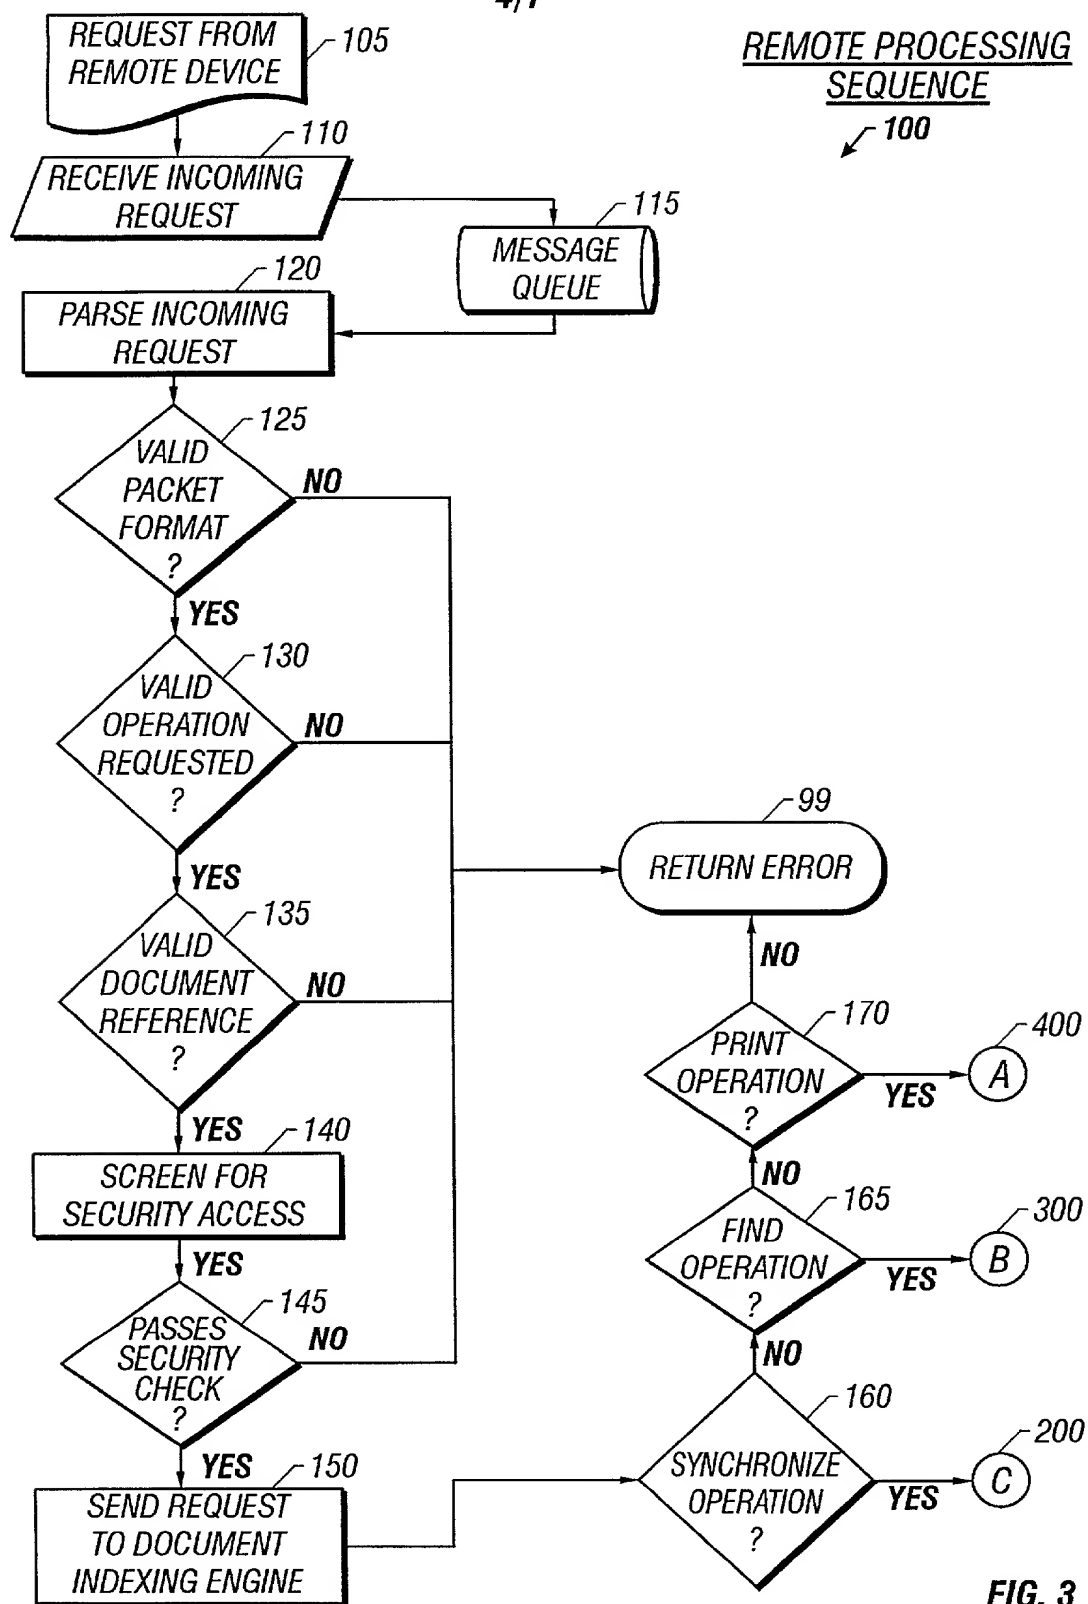 4/7
REQUEST FROM
REMOTE DEVICE
105
REMOTE PROCESSING
SEQUENCE
100
110
RECEIVE INCOMING
REQUEST
115
MESSAGE
QUEUE
120
PARSE INCOMING
REQUEST
125
VALID
PACKET
FORMAT
?
NO
YES
130
VALID
OPERATION
REQUESTED
?
NO
YES
135
VALID
DOCUMENT
REFERENCE
?
NO
YES
140
SCREEN FOR
SECURITY ACCESS
YES
145
PASSES
SECURITY
CHECK
?
NO
YES
150
SEND REQUEST
TO DOCUMENT
INDEXING ENGINE
99
RETURN ERROR
NO
170
PRINT
OPERATION
?
YES
400
A
NO
165
FIND
OPERATION
?
YES
300
B
NO
160
SYNCHRONIZE
OPERATION
?
YES
200
C
FIG. 3